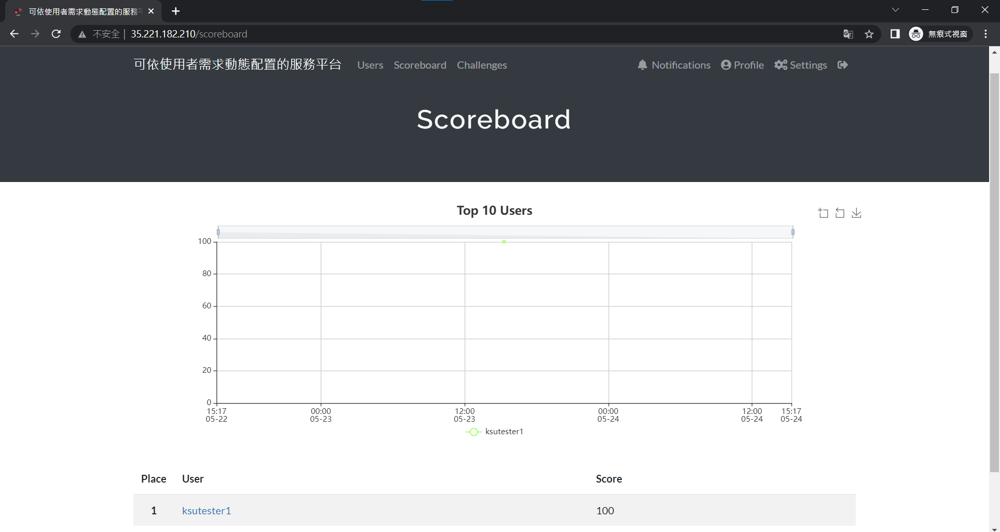 可依使用者需求動態配置的服務平
不安全 35.221.182.210/scoreboard 無痕式視窗
可依使用者需求動態配置的服務平台 Users Scoreboard Challenges Notifications Profile Settings
Scoreboard
Top 10 Users
100
80
60
40
20
0
15:17 00:00 12:00 00:00 12:00 15:17
05-22 05-23 05-23 05-24 05-24 05-24
ksutester1
Place User Score
1 ksutester1 100